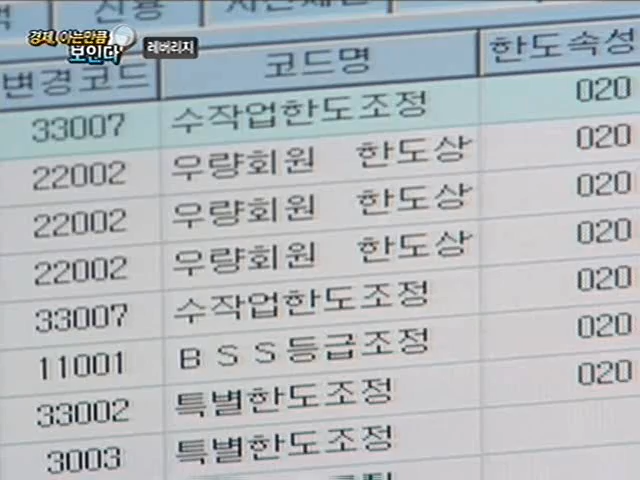 신용
경제, 아는만큼 보인다
레버리지
변경코드 코드명 한도속성
33007 수작업한도조정 020
22002 우량회원 한도상 020
22002 우량회원 한도상 020
22002 우량회원 한도상 020
33007 수작업한도조정 020
11001 BSS등급조정 020
33002 특별한도조정 020
3003 특별한도조정